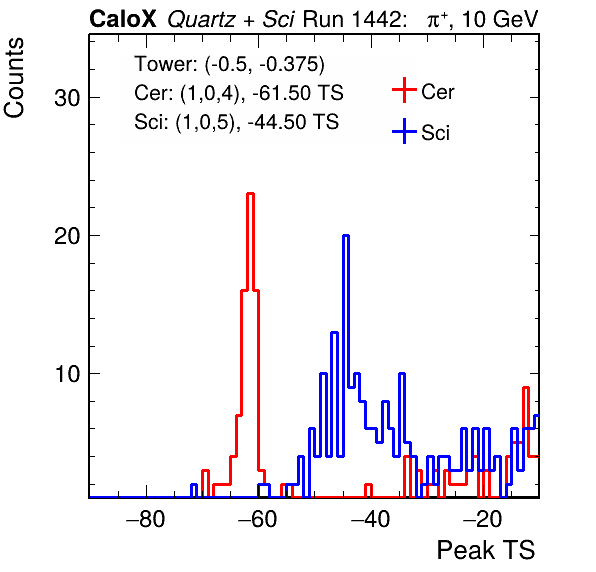 CaloX Quartz + Sci Run 1442: π⁺, 10 GeV
Counts
Tower: (-0.5, -0.375)
Cer: (1,0,4), -61.50 TS
Sci: (1,0,5), -44.50 TS
Cer
Sci
30
20
10
−80 −60 −40 −20
Peak TS